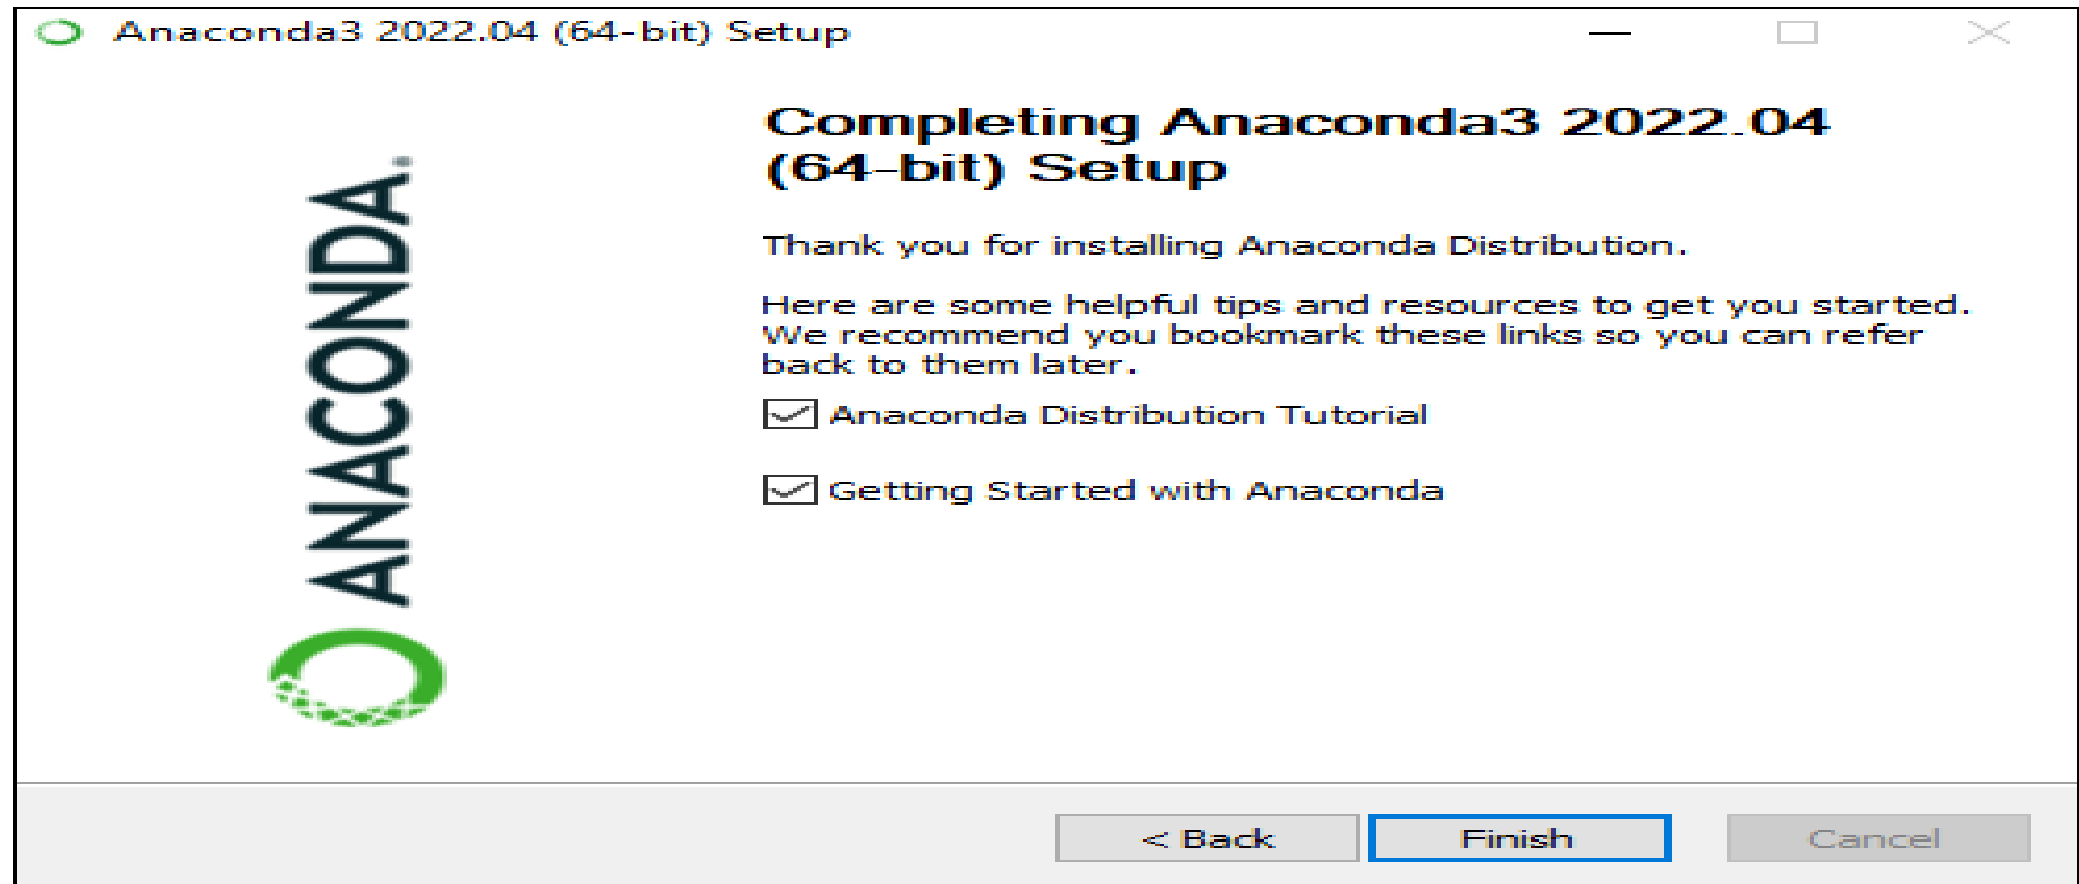 Anaconda3 2022.04 (64-bit) Setup
ANACONDA.
Completing Anaconda3 2022.04
(64-bit) Setup
Thank you for installing Anaconda Distribution.
Here are some helpful tips and resources to get you started.
We recommend you bookmark these links so you can refer
back to them later.
Anaconda Distribution Tutorial
Getting Started with Anaconda
< Back
Finish
Cancel